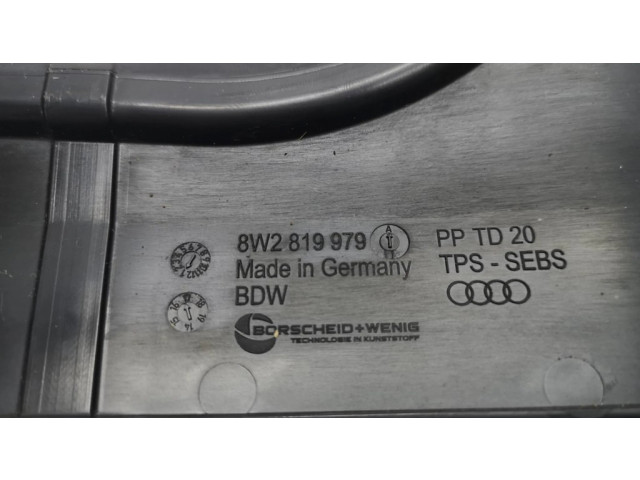 8W2 819 979 A PP TD 20
Made in Germany TPS - SEBS
BDW
BORSCHEID+WENIG
TECHNOLOGIE IN KUNSTSTOFF